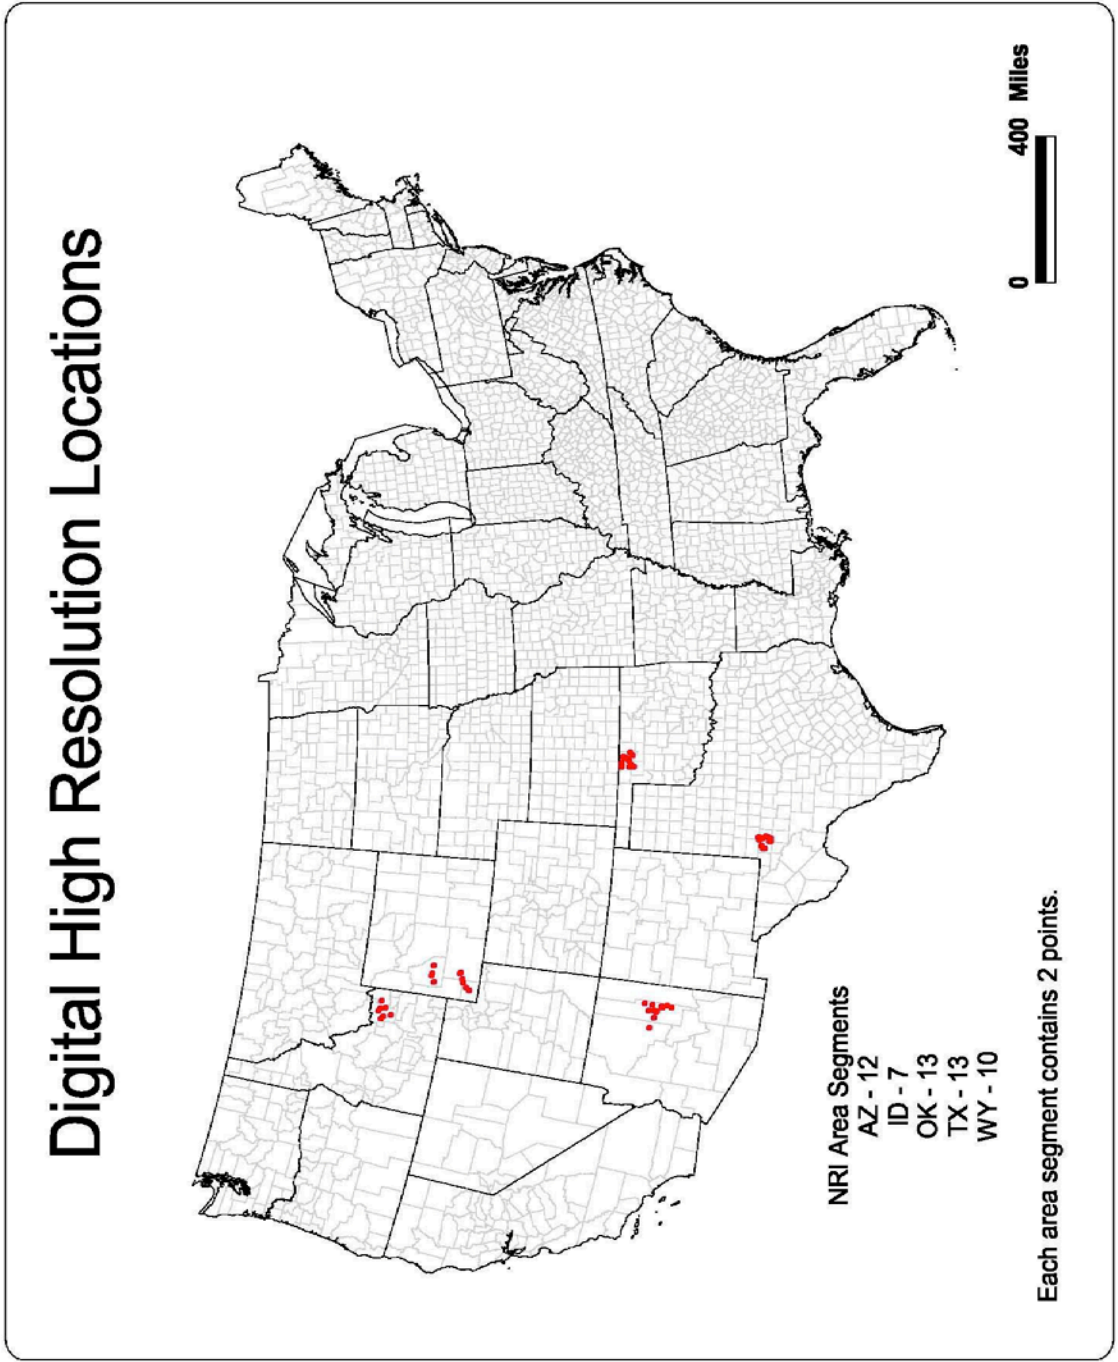 Digital High Resolution Locations
NRI Area Segments
AZ - 12
ID - 7
OK - 13
TX - 13
WY - 10
Each area segment contains 2 points.
0 400 Miles